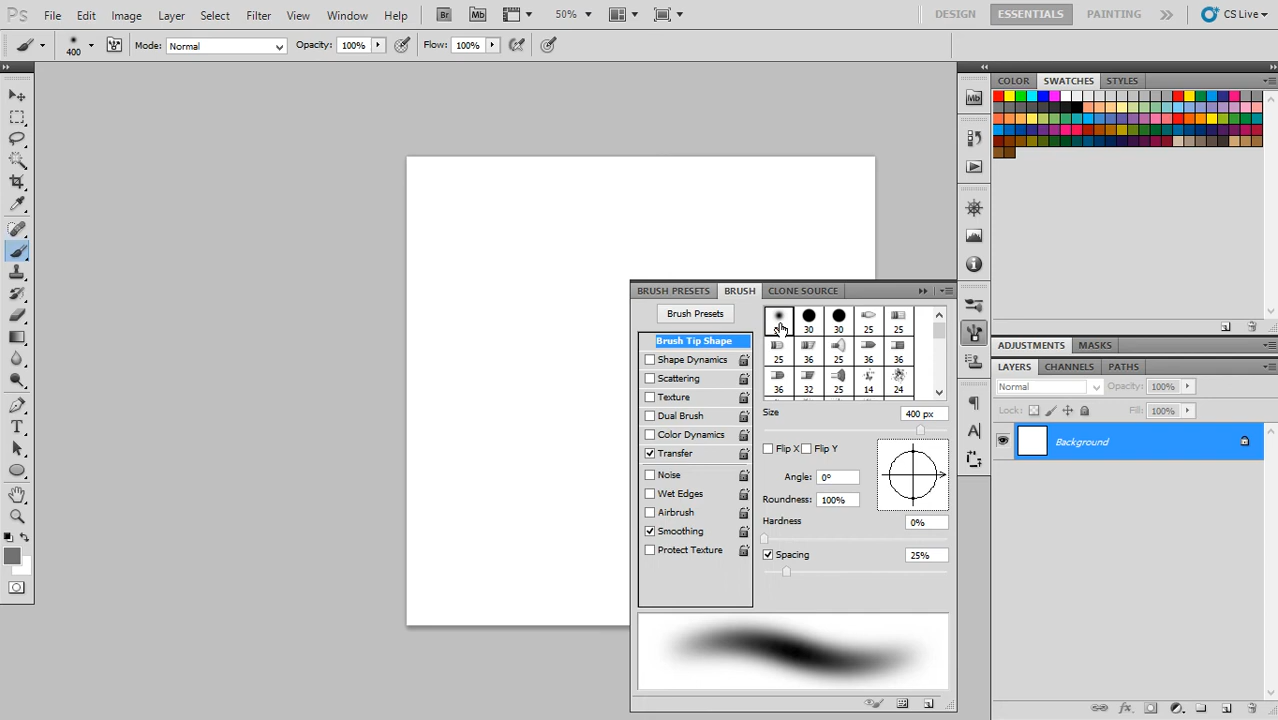 Ps File Edit Image Layer Select Filter View Window Help Br Mb 50% DESIGN ESSENTIALS PAINTING CS Live
400 Mode: Normal Opacity: 100% Flow: 100%
COLOR SWATCHES STYLES
Mb
BRUSH PRESETS BRUSH CLONE SOURCE
Brush Presets
30 30 25 25
Brush Tip Shape
Shape Dynamics
25 36 25 36 36
Scattering
Texture
36 32 25 14 24
Dual Brush
Size 400 px
Color Dynamics
Flip X Flip Y
Transfer
Angle: 0°
Noise
Roundness: 100%
Wet Edges
Airbrush
Hardness 0%
Smoothing
Protect Texture
Spacing 25%
ADJUSTMENTS MASKS
LAYERS CHANNELS PATHS
Normal Opacity: 100%
Lock: Fill: 100%
Background